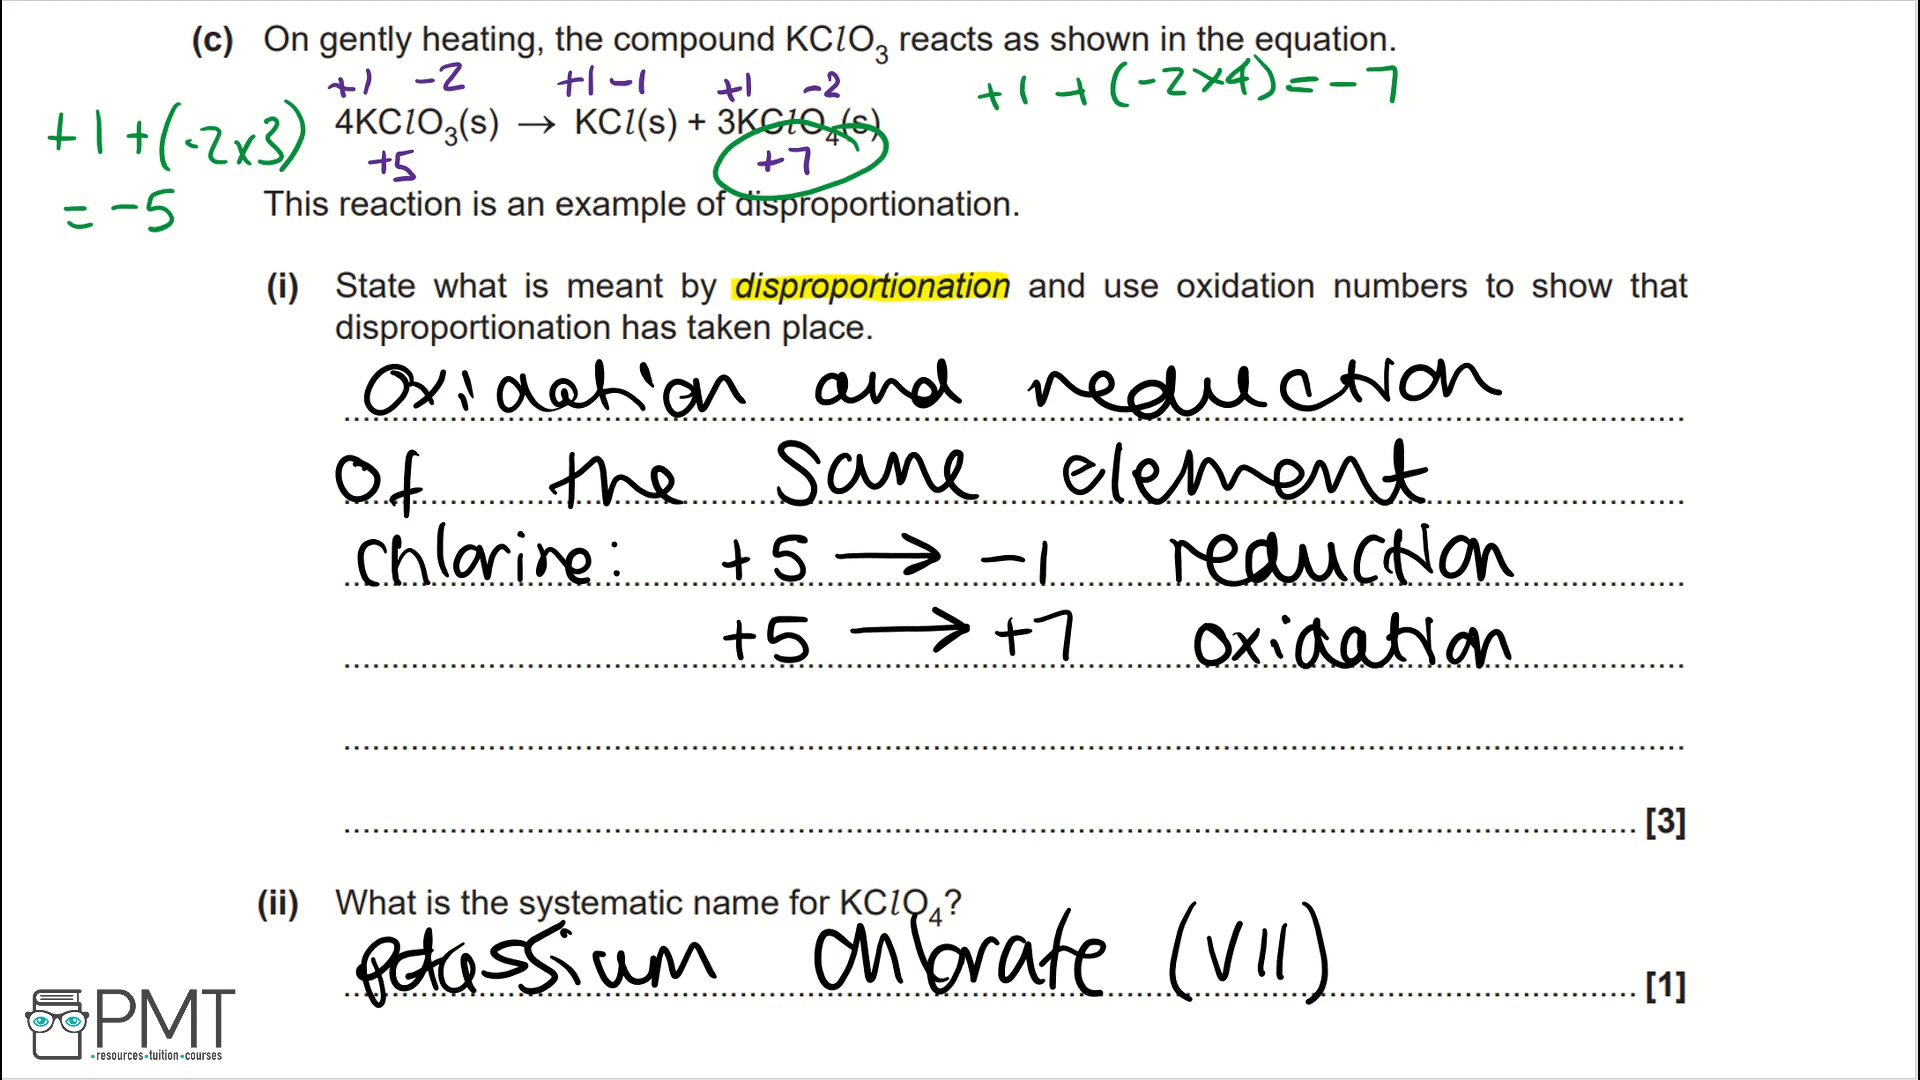 (c) On gently heating, the compound KClO₃ reacts as shown in the equation.
+1 -2 +1 -1 +1 -2 +1 + (-2×4) = -7
+1 + (-2×3) 4KClO₃(s) → KCl(s) + 3KClO₄(s)
+5 +7
= -5 This reaction is an example of disproportionation.
(i) State what is meant by disproportionation and use oxidation numbers to show that
disproportionation has taken place.
Oxidation and reduction
of the same element
chlorine: +5 → -1 reduction
+5 → +7 oxidation
[3]
(ii) What is the systematic name for KClO₄?
potassium chlorate (VII)
[1]
PMT
•resources•tuition•courses